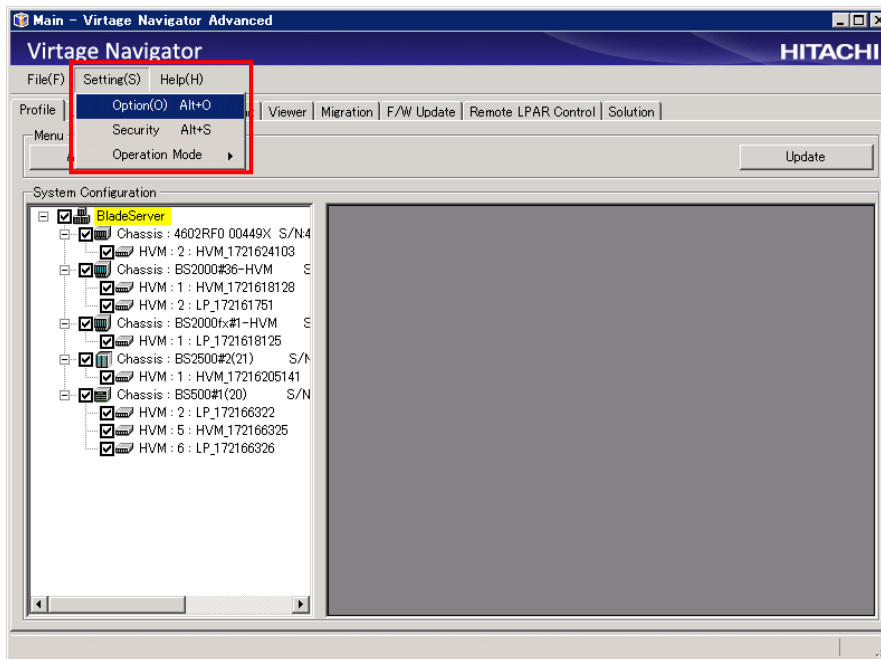 Main - Virtage Navigator Advanced
Virtage Navigator
HITACHI
File(F) Setting(S) Help(H)
Option(O) Alt+O
Security Alt+S
Operation Mode
Profile Viewer Migration F/W Update Remote LPAR Control Solution
Menu
Update
System Configuration
BladeServer
Chassis : 4602RF0 00449X S/N:4
HVM : 2 : HVM_1721624103
Chassis : BS2000#36-HVM S
HVM : 1 : HVM_1721618128
HVM : 2 : LP_172161751
Chassis : BS2000fx#1-HVM S
HVM : 1 : LP_1721618125
Chassis : BS2500#2(21) S/N
HVM : 1 : HVM_17216205141
Chassis : BS500#1(20) S/N
HVM : 2 : LP_172166322
HVM : 5 : HVM_172166325
HVM : 6 : LP_172166326